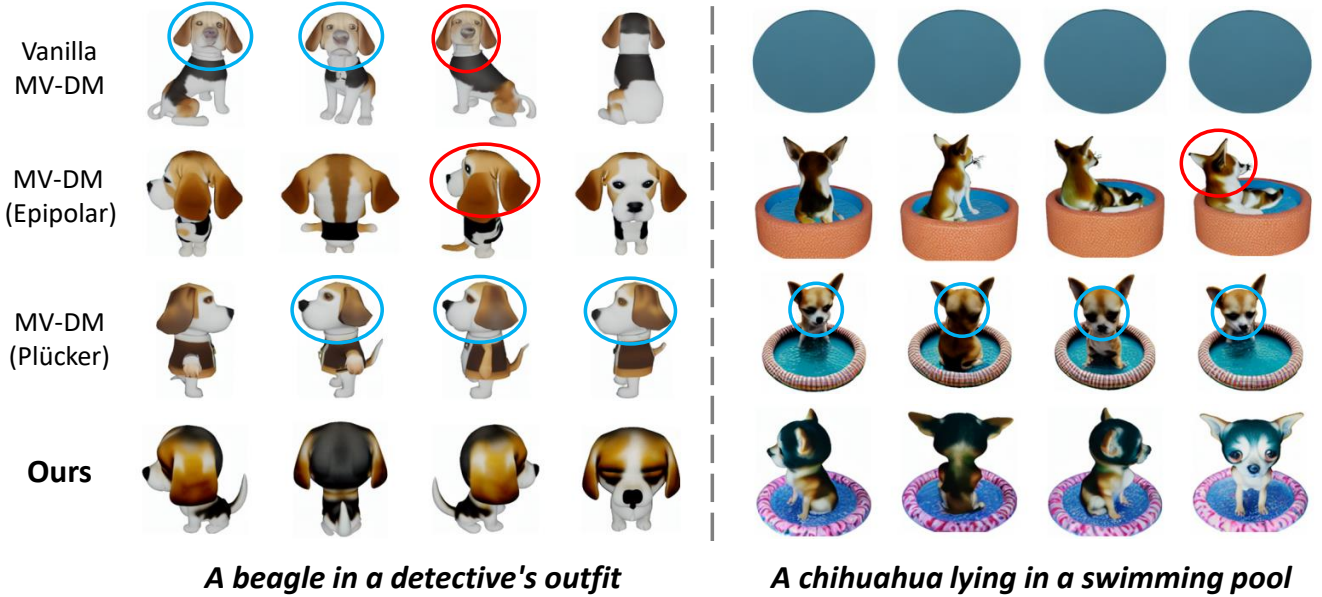 Vanilla
MV-DM
MV-DM
(Epipolar)
MV-DM
(Plücker)
Ours
A beagle in a detective's outfit
A chihuahua lying in a swimming pool